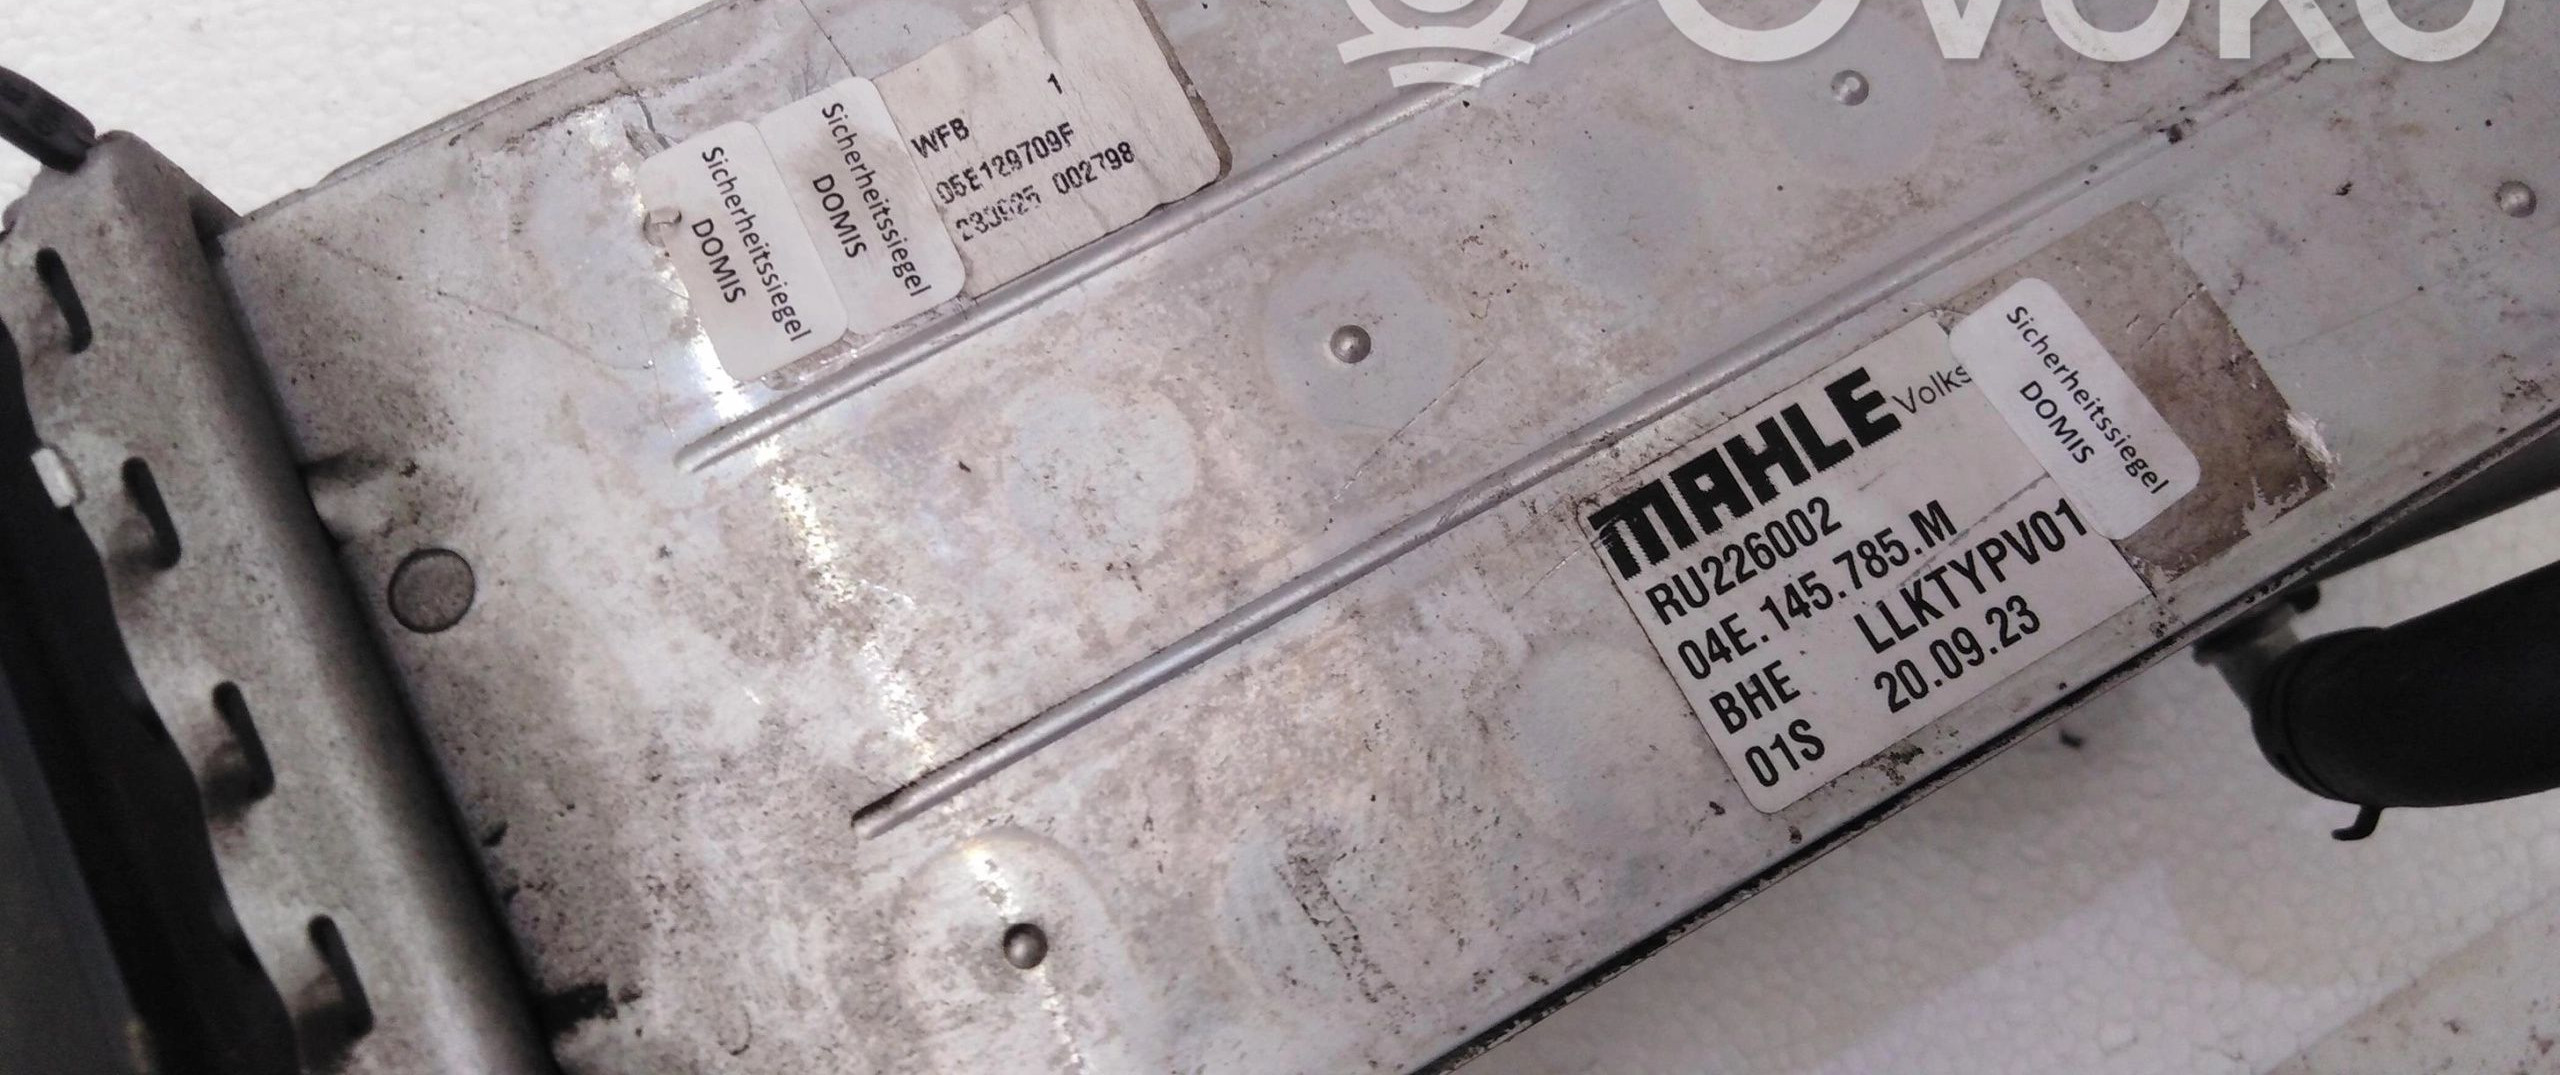 OVOKO
WFB 1
05E129709F
002798
Sicherheitssiegel
DOMIS
Sicherheitssiegel
DOMIS
MAHLE Volks
RU226002
04E.145.785.M
BHE LLKTYPV01
01S 20.09.23
Sicherheitssiegel
DOMIS